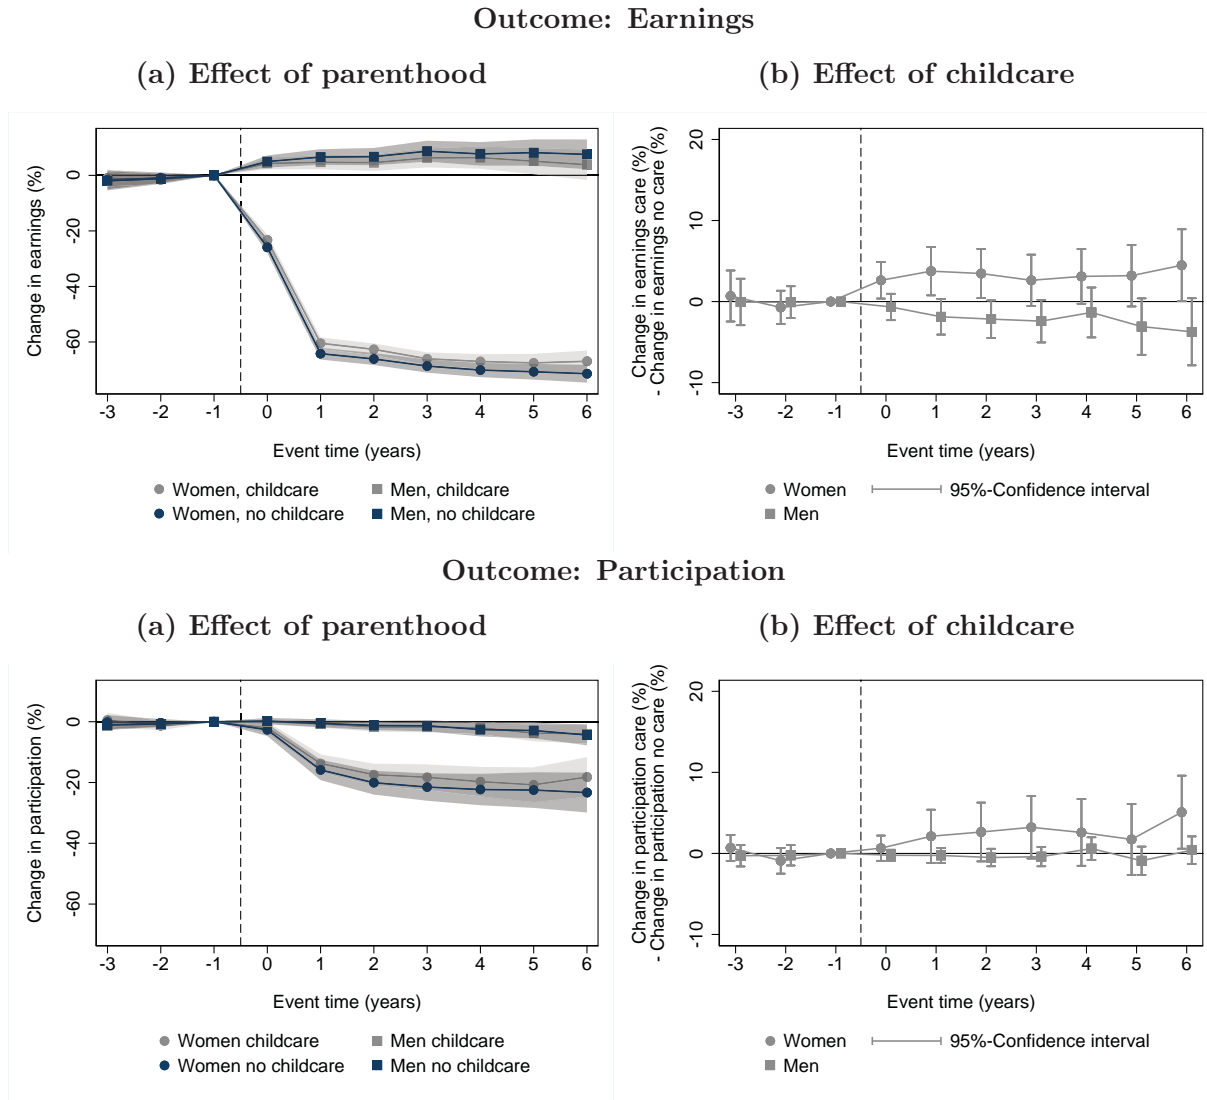 Outcome: Earnings
(a) Effect of parenthood
(b) Effect of childcare
Change in earnings (%)
0
-20
-40
-60
-3 -2 -1 0 1 2 3 4 5 6
Event time (years)
Women, childcare
Men, childcare
Women, no childcare
Men, no childcare
Change in earnings care (%)
- Change in earnings no care (%)
20
10
0
-10
-3 -2 -1 0 1 2 3 4 5 6
Event time (years)
Women
95%-Confidence interval
Men
Outcome: Participation
(a) Effect of parenthood
(b) Effect of childcare
Change in participation (%)
0
-20
-40
-60
-3 -2 -1 0 1 2 3 4 5 6
Event time (years)
Women childcare
Men childcare
Women no childcare
Men no childcare
Change in participation care (%)
- Change in participation no care (%)
20
10
0
-10
-3 -2 -1 0 1 2 3 4 5 6
Event time (years)
Women
95%-Confidence interval
Men